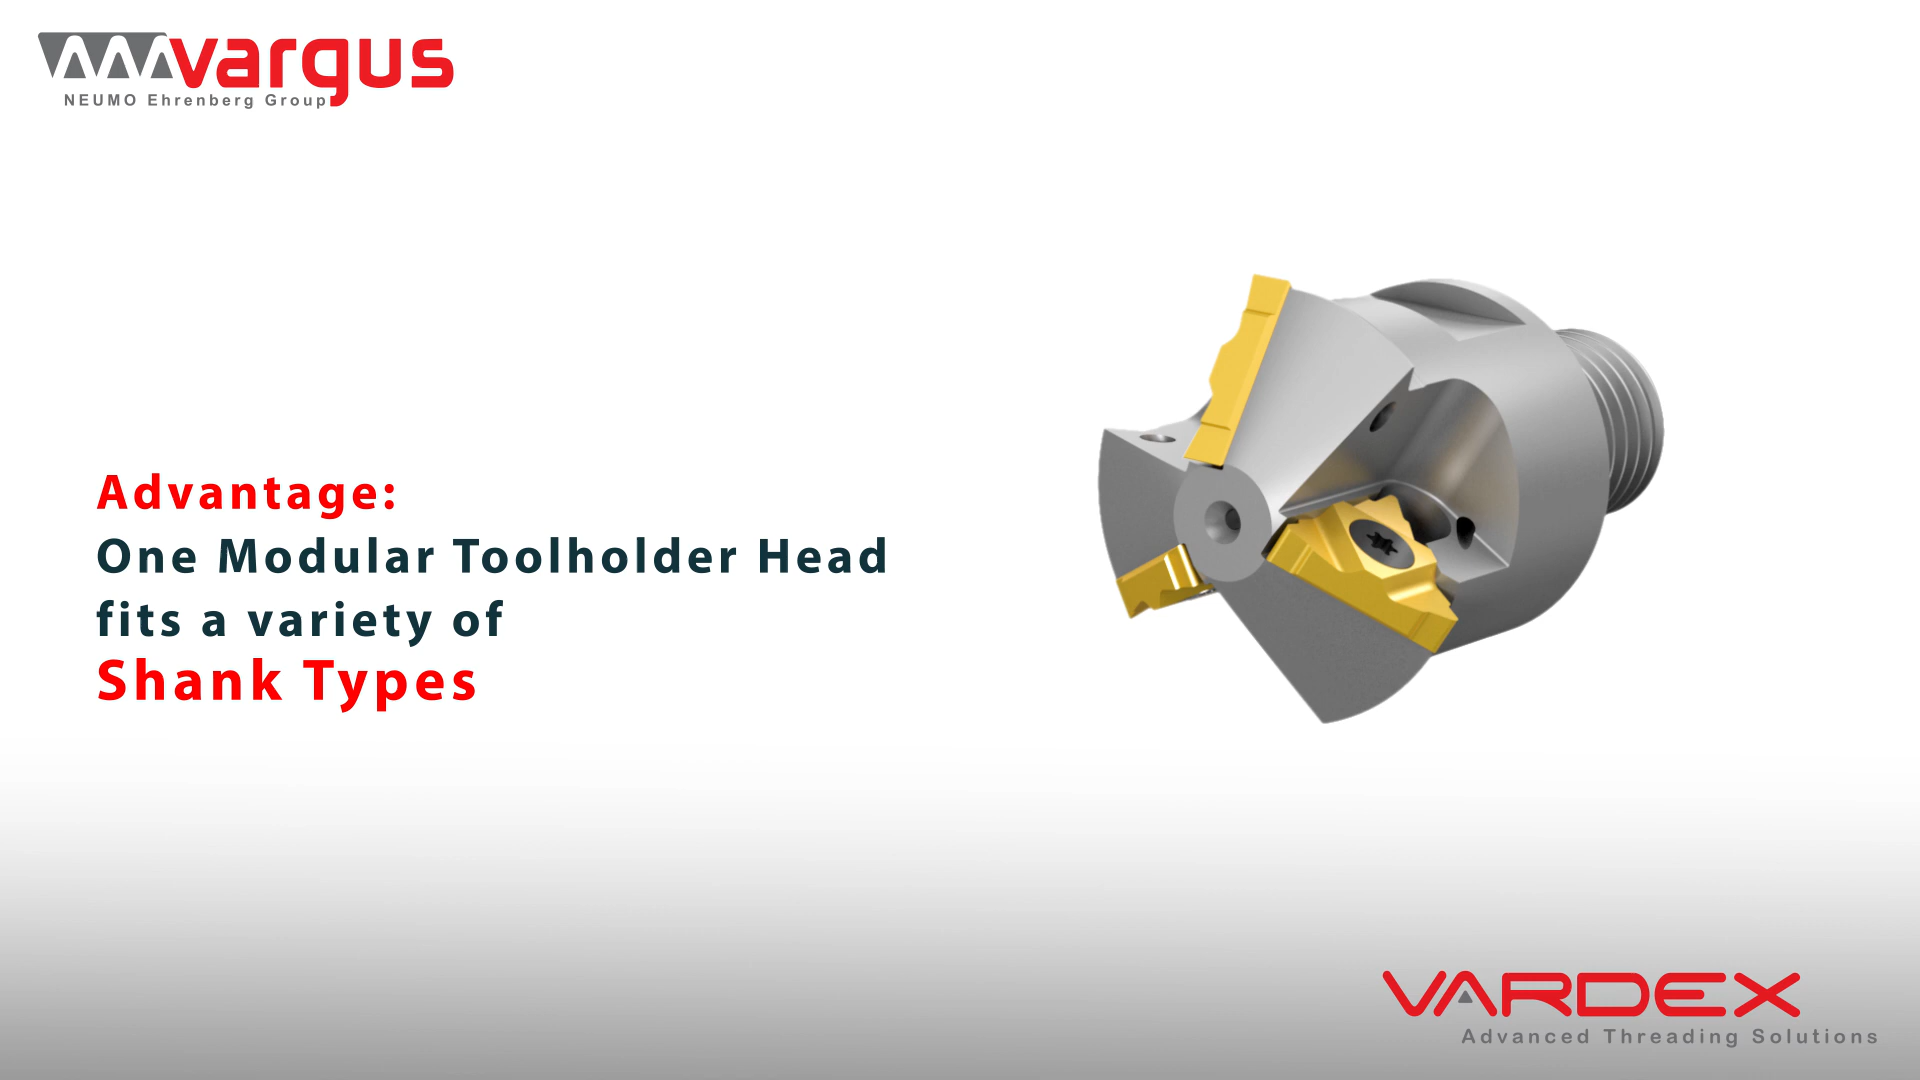 vargus
NEUMO Ehrenberg Group
Advantage:
One Modular Toolholder Head
fits a variety of
Shank Types
VARDEX
Advanced Threading Solutions